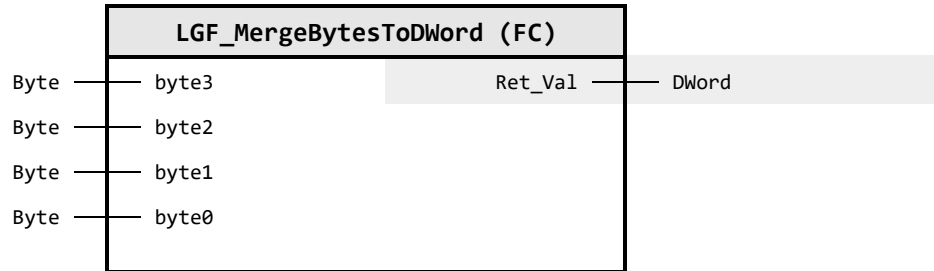 LGF_MergeBytesToDWord (FC)
Byte byte3 Ret_Val DWord
Byte byte2
Byte byte1
Byte byte0